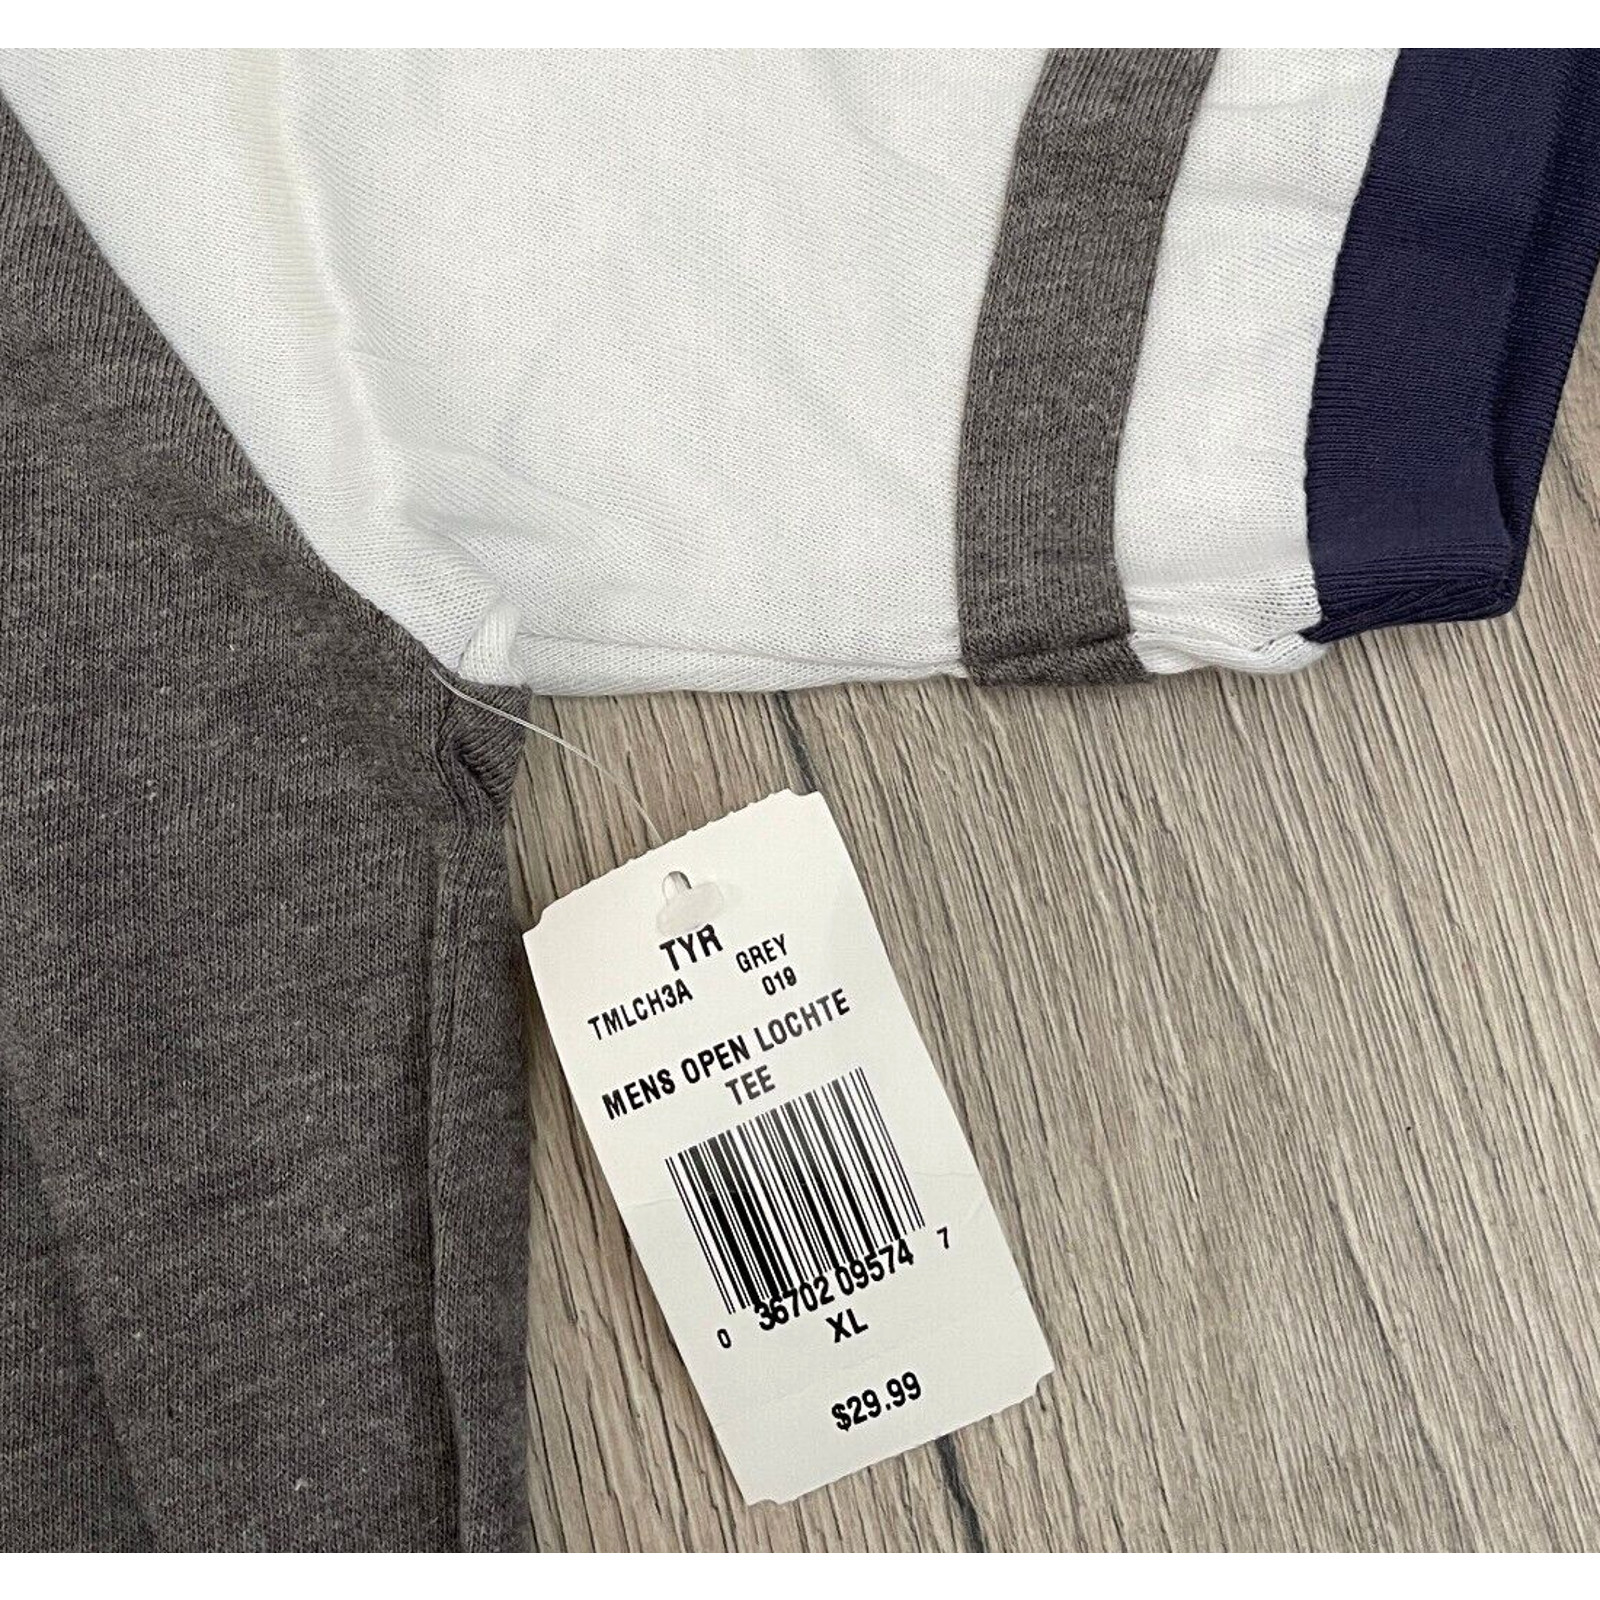 TYR
GREY
TMLCH3A 019
MENS OPEN LOCHTE
TEE
0 36702 09574 7
XL
$29.99